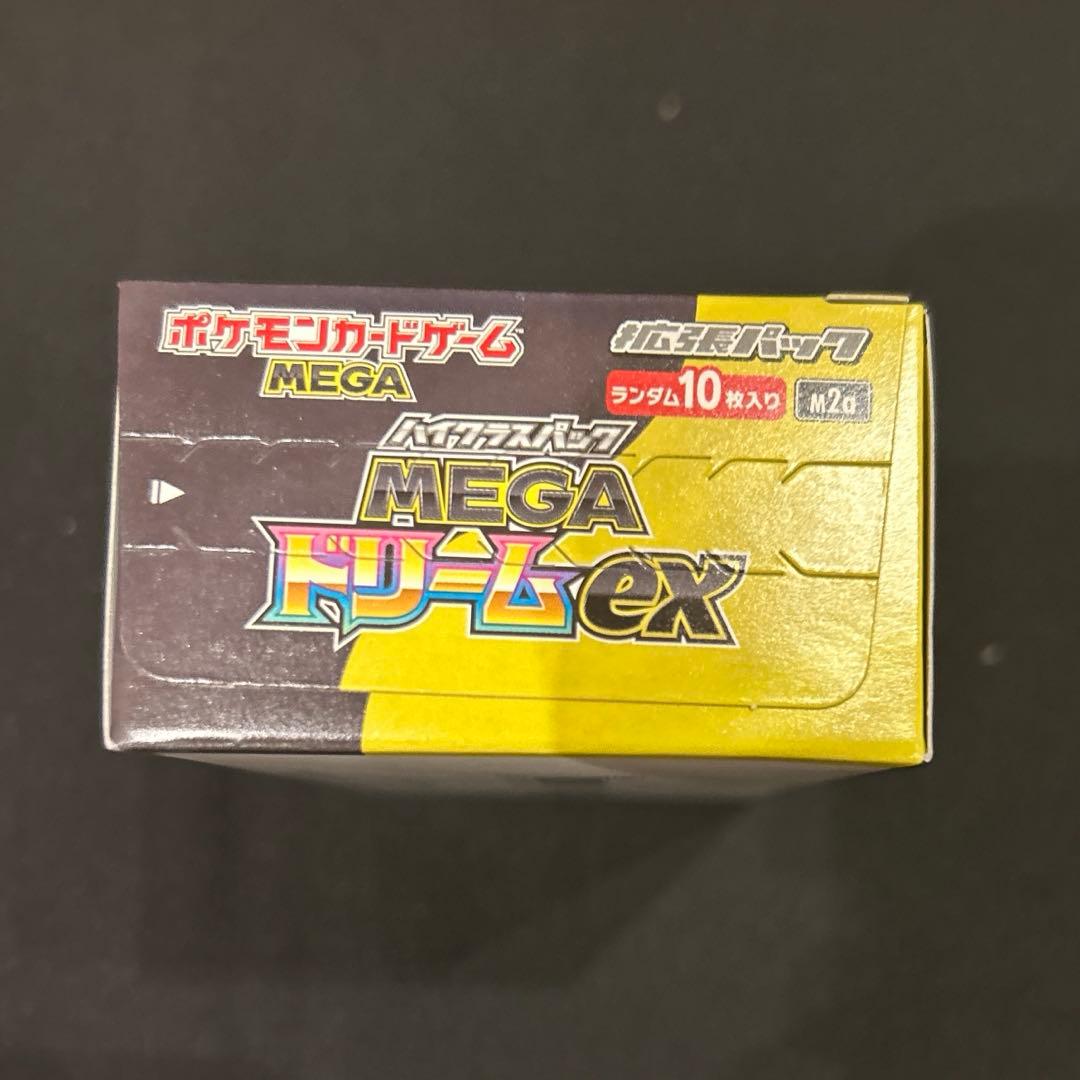 ポケモンカードゲーム
MEGA
拡張パック
ランダム10枚入り
M2a
ハイクラスパック
MEGA
ドリームex